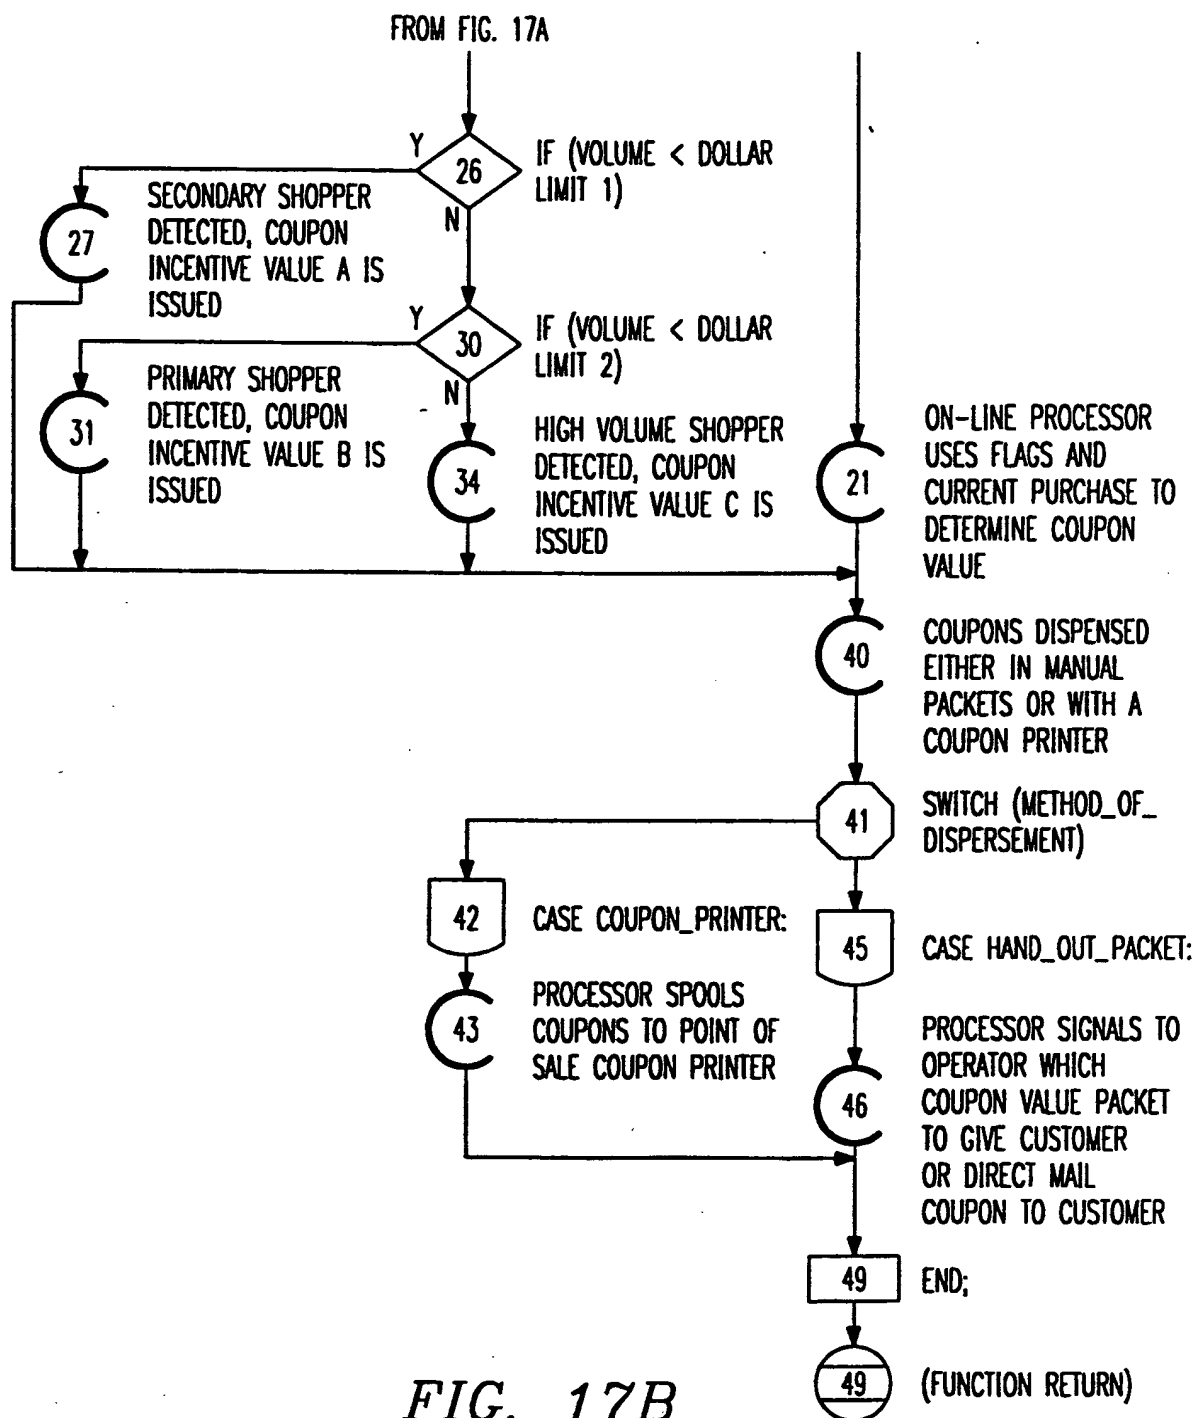 FROM FIG. 17A
Y
26
IF (VOLUME < DOLLAR
LIMIT 1)
N
27
SECONDARY SHOPPER
DETECTED, COUPON
INCENTIVE VALUE A IS
ISSUED
Y
30
IF (VOLUME < DOLLAR
LIMIT 2)
N
31
PRIMARY SHOPPER
DETECTED, COUPON
INCENTIVE VALUE B IS
ISSUED
34
HIGH VOLUME SHOPPER
DETECTED, COUPON
INCENTIVE VALUE C IS
ISSUED
21
ON-LINE PROCESSOR
USES FLAGS AND
CURRENT PURCHASE TO
DETERMINE COUPON
VALUE
40
COUPONS DISPENSED
EITHER IN MANUAL
PACKETS OR WITH A
COUPON PRINTER
41
SWITCH (METHOD_OF_
DISPERSEMENT)
42
CASE COUPON_PRINTER:
43
PROCESSOR SPOOLS
COUPONS TO POINT OF
SALE COUPON PRINTER
45
CASE HAND_OUT_PACKET:
46
PROCESSOR SIGNALS TO
OPERATOR WHICH
COUPON VALUE PACKET
TO GIVE CUSTOMER
OR DIRECT MAIL
COUPON TO CUSTOMER
49
END;
49
(FUNCTION RETURN)
FIG. 17B